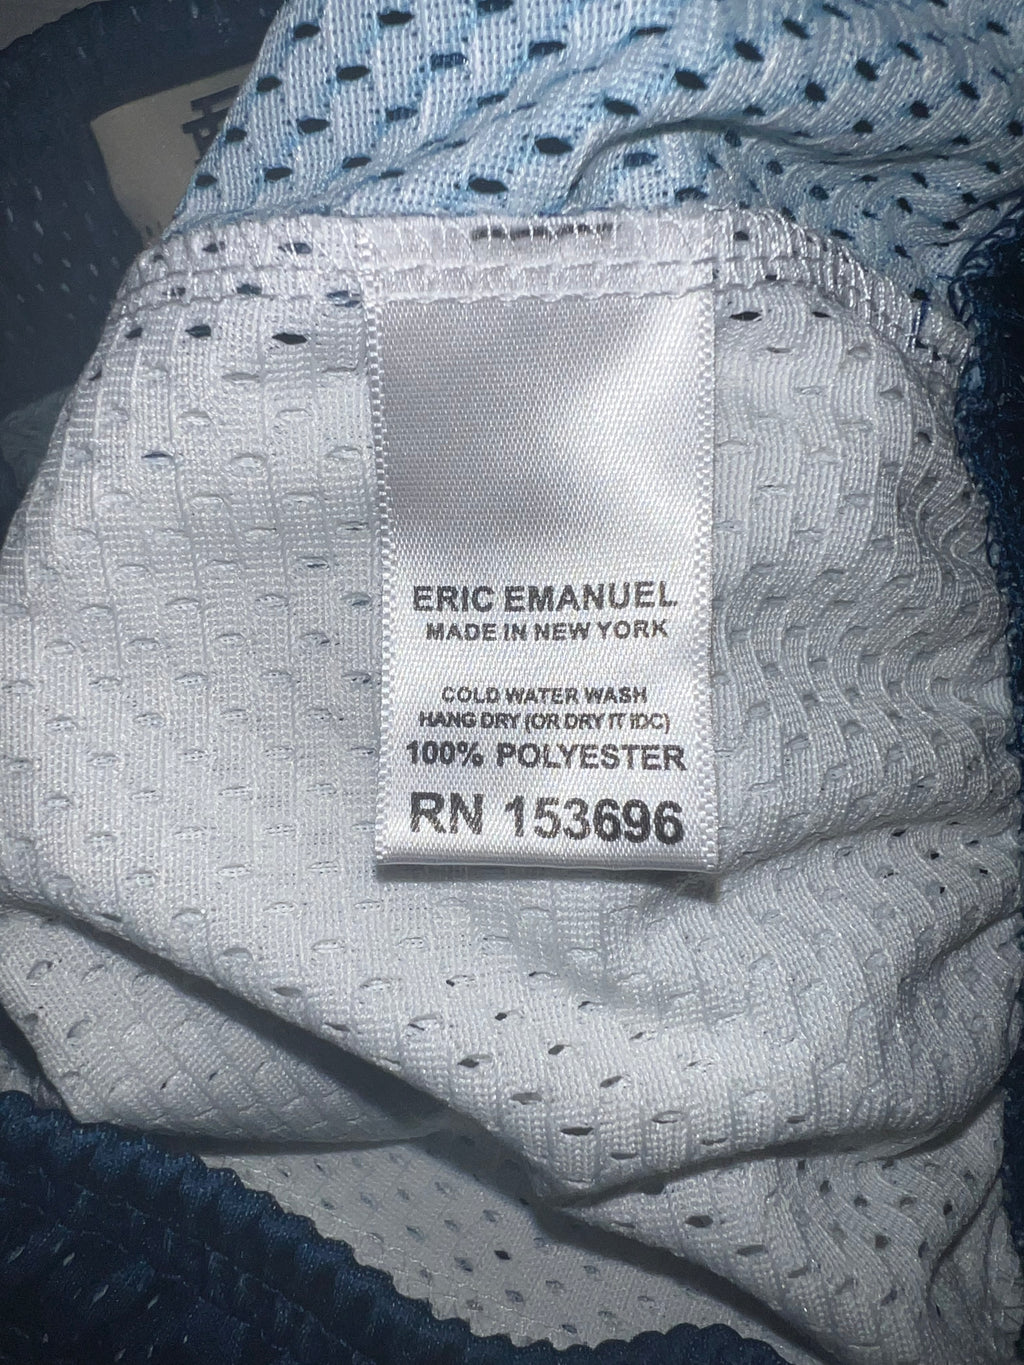 ERIC EMANUEL
MADE IN NEW YORK
COLD WATER WASH
HANG DRY (OR DRY IT IDC)
100% POLYESTER
RN 153696